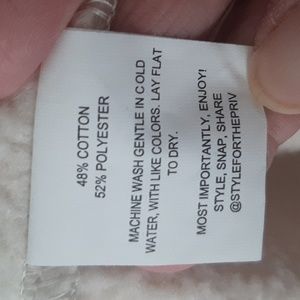 48% COTTON
52% POLYESTER
MACHINE WASH GENTLE IN C OLD
WATER, WITH LIKE COLORS. LAY FLAT
TO DRY.
MOST IMPORTANTLY, ENJOY!
STYLE, SNAP, SHARE
@STYLEFORTHEPRIV